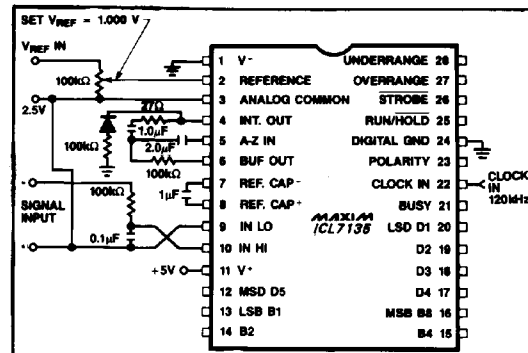 SET VREF = 1.000 V
VREF IN
100kΩ
2.5V
27Ω
1.0µF
100kΩ
2.0µF
100kΩ
100kΩ
1µF
SIGNAL
INPUT
0.1µF
+5V
1 V-
2 REFERENCE
3 ANALOG COMMON
4 INT. OUT
5 A-Z IN
6 BUF OUT
7 REF. CAP-
8 REF. CAP+
9 IN LO
10 IN HI
11 V+
12 MSD D5
13 LSB B1
14 B2
MAXIM
ICL7135
UNDERRANGE 28
OVERRANGE 27
STROBE 26
RUN/HOLD 25
DIGITAL GND 24
POLARITY 23
CLOCK IN 22
BUSY 21
LSD D1 20
D2 19
D3 18
D4 17
MSB B8 16
B4 15
CLOCK
IN
120kHz